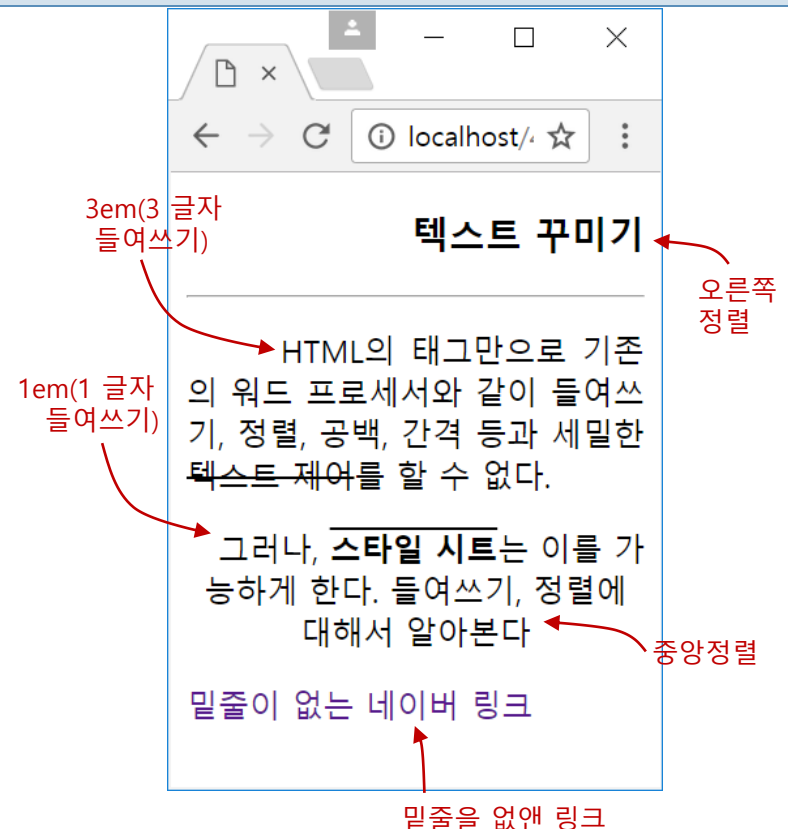 localhost/
텍스트 꾸미기
3em(3 글자
들여쓰기)
오른쪽
정렬
HTML의 태그만으로 기존
의 워드 프로세서와 같이 들여쓰
기, 정렬, 공백, 간격 등과 세밀한
텍스트 제어를 할 수 없다.
1em(1 글자
들여쓰기)
그러나, 스타일 시트는 이를 가
능하게 한다. 들여쓰기, 정렬에
대해서 알아본다
중앙정렬
밑줄이 없는 네이버 링크
밑줄을 없앤 링크